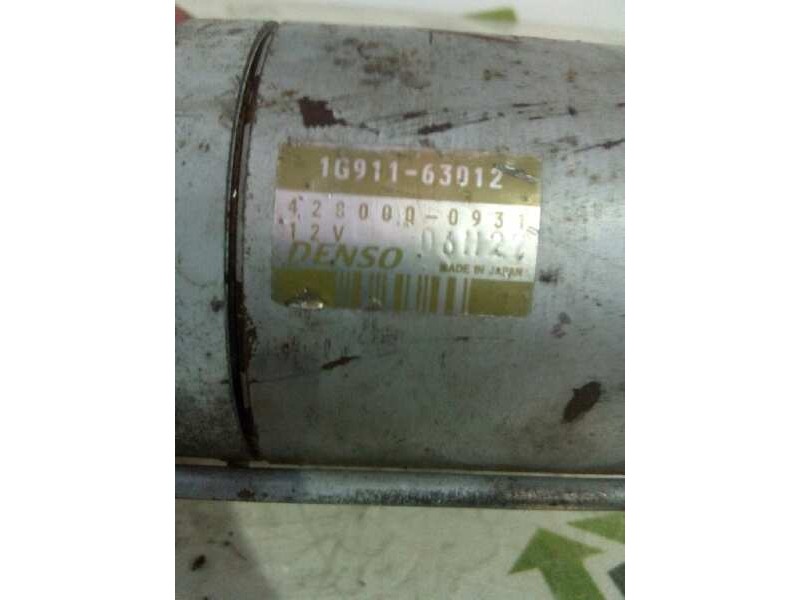 1G911-63012
428000-0931
12V
DENSO
MADE IN JAPAN